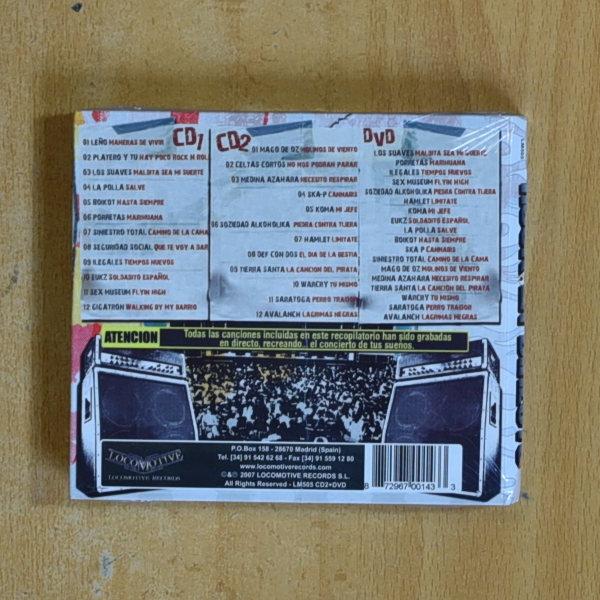 CD1
01 LEÑO MANERAS DE VIVIR
02 PLATERO Y TU HAY POCO ROCK N ROLL
03 LOS SUAVES MALDITA SEA MI SUERTE
04 LA POLLA SALVE
05 BOIKOT HASTA SIEMPRE
06 PORRETAS MARIHUANA
07 SINIESTRO TOTAL CAMINO DE LA CAMA
08 SEGURIDAD SOCIAL QUE TE VOY A DAR
09 ILEGALES TIEMPOS NUEVOS
10 EUKZ SOLDADITO ESPAÑOL
11 SEX MUSEUM FLYIN HIGH
12 GIGATRON WALKING BY MY BARRIO
CD2
01 MAGO DE OZ MOLINOS DE VIENTO
02 CELTAS CORTOS NO NOS PODRAN PARAR
03 MEDINA AZAHARA NECESITO RESPIRAR
04 SKA-P CANNABIS
05 KOMA MI JEFE
06 SOZIEDAD ALKOHOLIKA PIEDRA CONTRA TIJERA
07 HAMLET LIMITATE
08 DEF CON DOS EL DIA DE LA BESTIA
09 TIERRA SANTA LA CANCION DEL PIRATA
10 WARCRY TU MISMO
11 SARATOGA PERRO TRAIDOR
12 AVALANCH LAGRIMAS NEGRAS
DVD
LOS SUAVES MALDITA SEA MI SUERTE
PORRETAS MARIHUANA
ILEGALES TIEMPOS NUEVOS
SEX MUSEUM FLYIN HIGH
SOZIEDAD ALKOHOLIKA PIEDRA CONTRA TIJERA
HAMLET LIMITATE
KOMA MI JEFE
EUKZ SOLDADITO ESPAÑOL
LA POLLA SALVE
BOIKOT HASTA SIEMPRE
SKA P CANNABIS
SINIESTRO TOTAL CAMINO DE LA CAMA
MAGO DE OZ MOLINOS DE VIENTO
MEDINA AZAHARA NECESITO RESPIRAR
TIERRA SANTA LA CANCION DEL PIRATA
WARCRY TU MISMO
SARATOGA PERRO TRAIDOR
AVALANCH LAGRIMAS NEGRAS
ATENCION
Todas las canciones incluidas en este recopilatorio han sido grabadas
en directo, recreando... el concierto de tus sueños.
LOCOMOTIVE
LOCOMOTIVE RECORDS
P.O.Box 158 - 28670 Madrid (Spain)
Tel. [34] 91 542 62 68 - Fax [34] 91 559 12 80
www.locomotiverecords.com
©&℗ 2007 LOCOMOTIVE RECORDS S.L.
All Rights Reserved - LM505 CD2+DVD
8 72967 00143 3